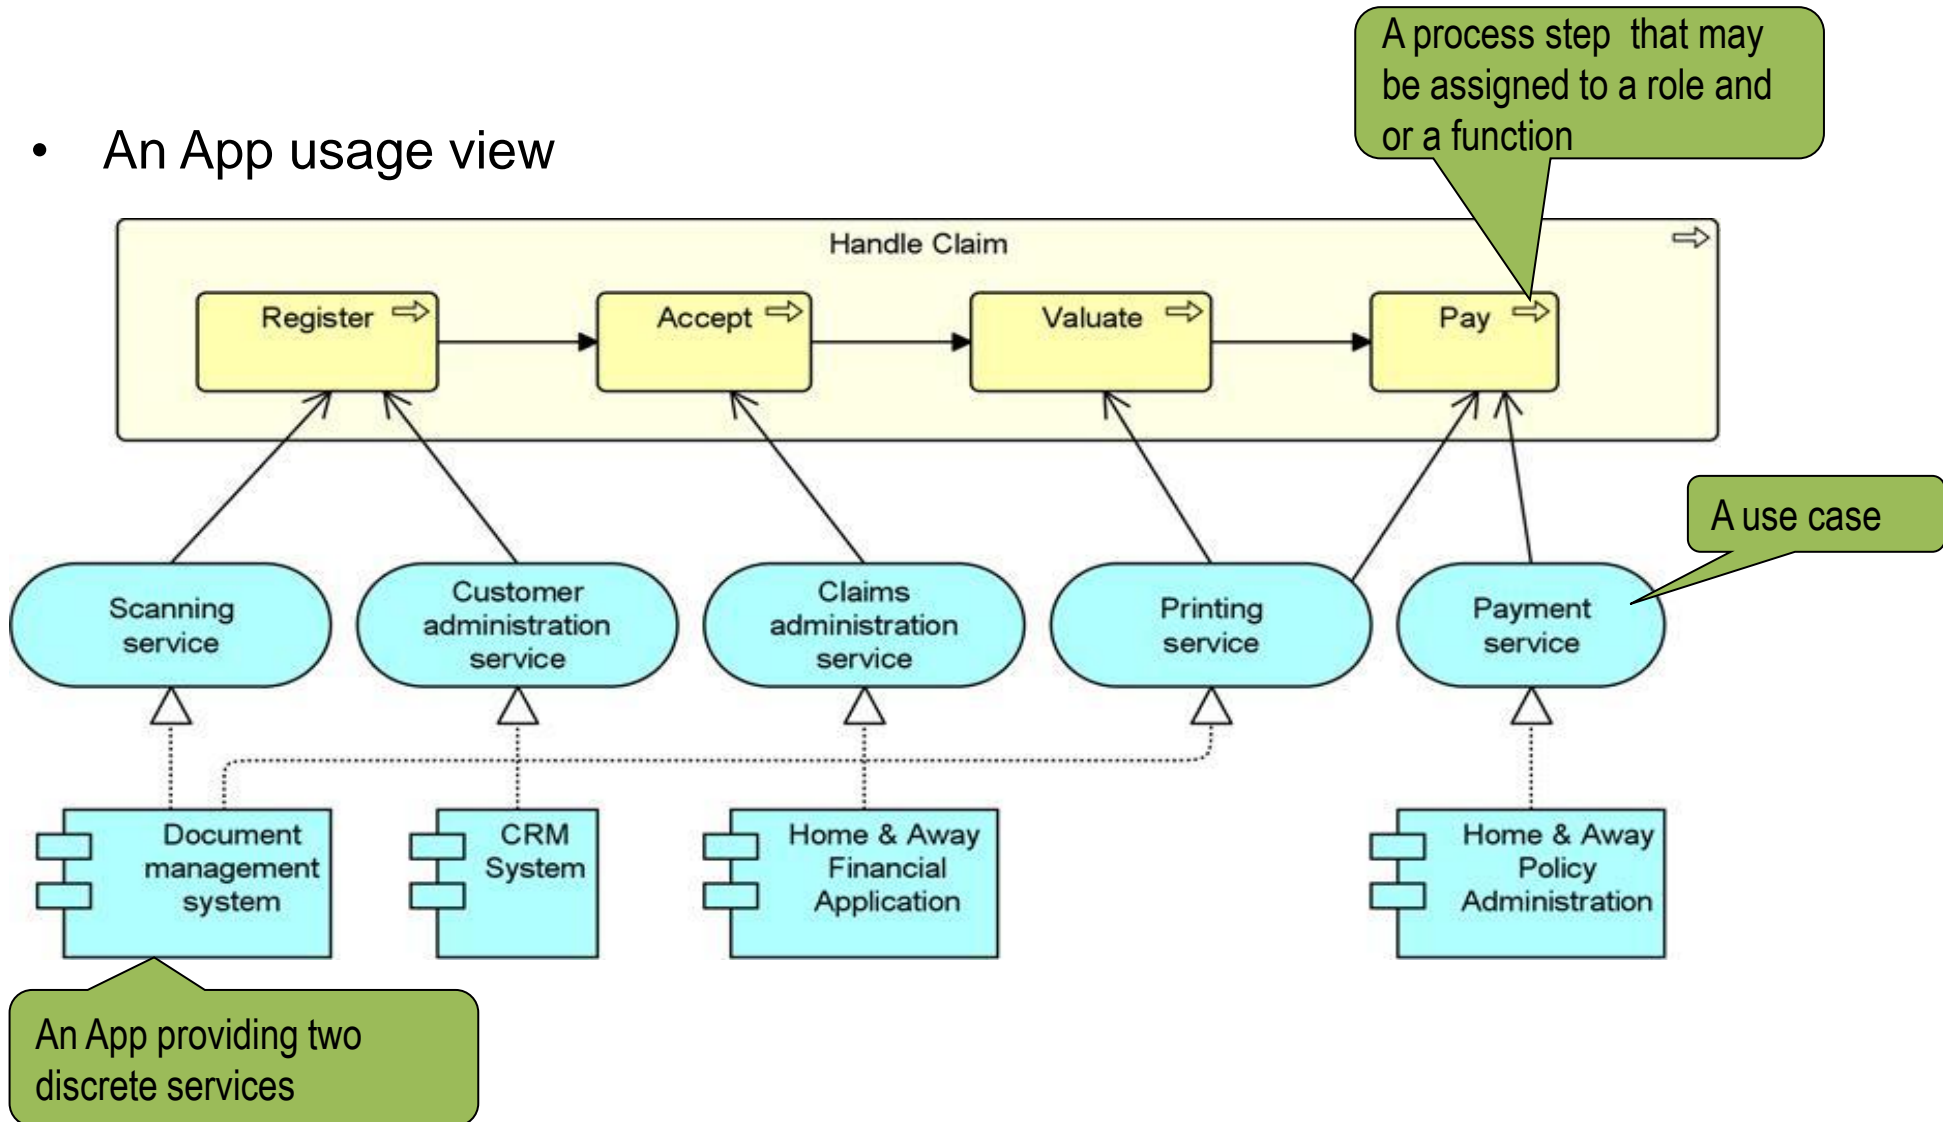 A process step that may
be assigned to a role and
or a function
• An App usage view
Handle Claim
Register
Accept
Valuate
Pay
A use case
Scanning
service
Customer
administration
service
Claims
administration
service
Printing
service
Payment
service
Document
management
system
CRM
System
Home & Away
Financial
Application
Home & Away
Policy
Administration
An App providing two
discrete services